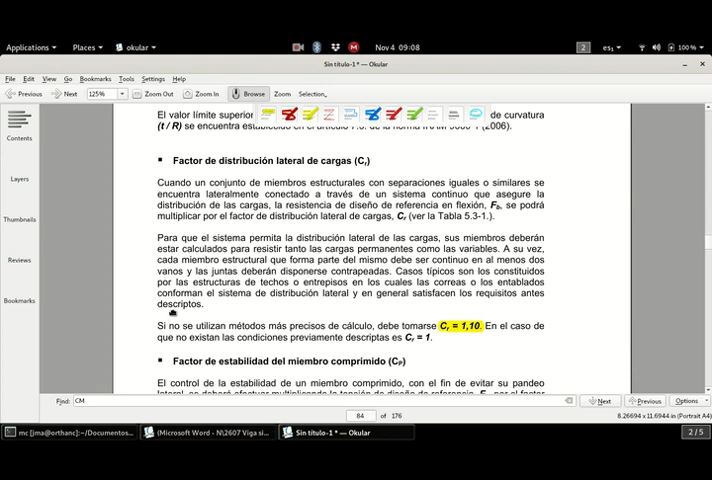 Applications Places okular Nov 4 09:08 2 es₁ 100 %
Sin título-1 * — Okular
File Edit View Go Bookmarks Tools Settings Help
Previous Next 125% Zoom Out Zoom In Browse Zoom Selection
Contents
Layers
Thumbnails
Reviews
Bookmarks
El valor límite superior de curvatura
(t / R) se encuentra
▪ Factor de distribución lateral de cargas (Cr)
Cuando un conjunto de miembros estructurales con separaciones iguales o similares se
encuentra lateralmente conectado a través de un sistema continuo que asegure la
distribución de las cargas, la resistencia de diseño de referencia en flexión, Fb, se podrá
multiplicar por el factor de distribución lateral de cargas, Cr (ver la Tabla 5.3-1.).
Para que el sistema permita la distribución lateral de las cargas, sus miembros deberán
estar calculados para resistir tanto las cargas permanentes como las variables. A su vez,
cada miembro estructural que forma parte del mismo debe ser continuo en al menos dos
vanos y las juntas deberán disponerse contrapeadas. Casos típicos son los constituidos
por las estructuras de techos o entrepisos en los cuales las correas o los entablados
conforman el sistema de distribución lateral y en general satisfacen los requisitos antes
descriptos.
Si no se utilizan métodos más precisos de cálculo, debe tomarse Cr = 1,10. En el caso de
que no existan las condiciones previamente descriptas es Cr = 1.
▪ Factor de estabilidad del miembro comprimido (CP)
El control de la estabilidad de un miembro comprimido, con el fin de evitar su pandeo
Find: CM Next Previous Options
84 of 176 8.26694 x 11.6944 in (Portrait A4)
mc [jma@orthanc]:~/Documentos... (Microsoft Word - N\2607 Viga si... Sin título-1 * — Okular 2 / 5